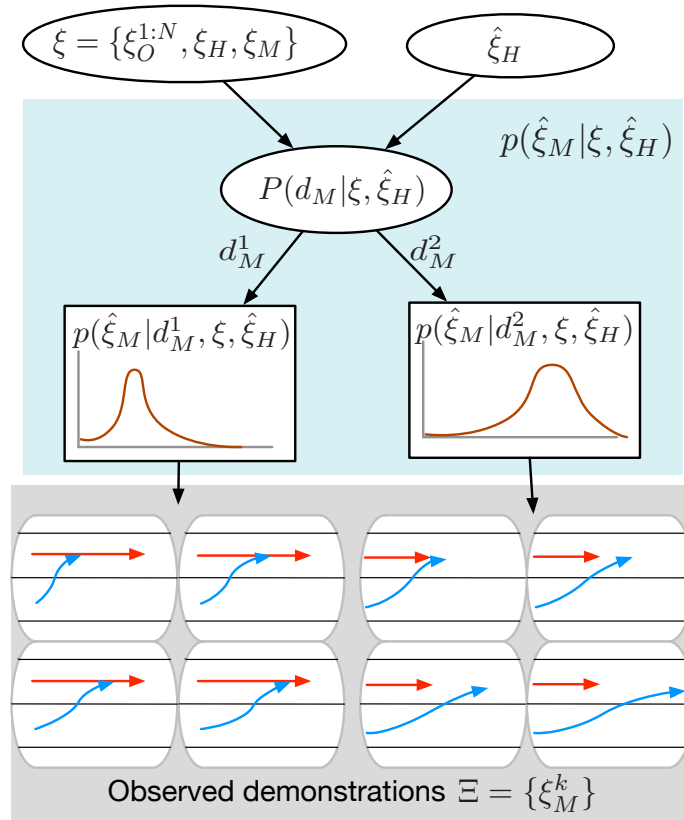 ξ = {ξ_O^{1:N}, ξ_H, ξ_M}
ξ̂_H
p(ξ̂_M|ξ, ξ̂_H)
P(d_M|ξ, ξ̂_H)
d_M^1
d_M^2
p(ξ̂_M|d_M^1, ξ, ξ̂_H)
p(ξ̂_M|d_M^2, ξ, ξ̂_H)
Observed demonstrations Ξ = {ξ_M^k}